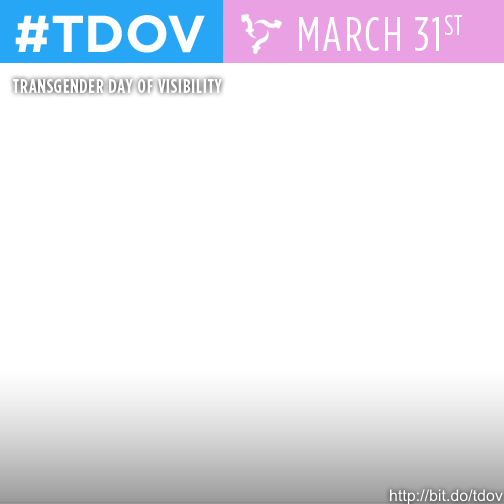 #TDOV MARCH 31ST
TRANSGENDER DAY OF VISIBILITY
http://bit.do/tdov